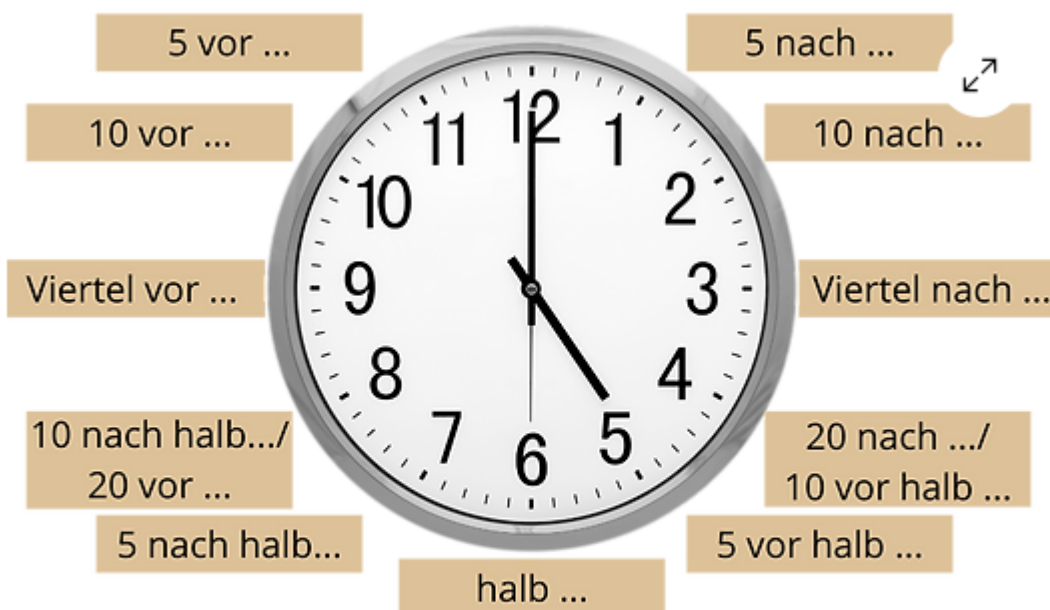 5 vor ...
5 nach ...
10 vor ...
10 nach ...
12
11
1
10
2
Viertel vor ...
9
3
Viertel nach ...
8
4
10 nach halb.../
20 vor ...
7
5
6
20 nach .../
10 vor halb ...
5 nach halb...
5 vor halb ...
halb ...